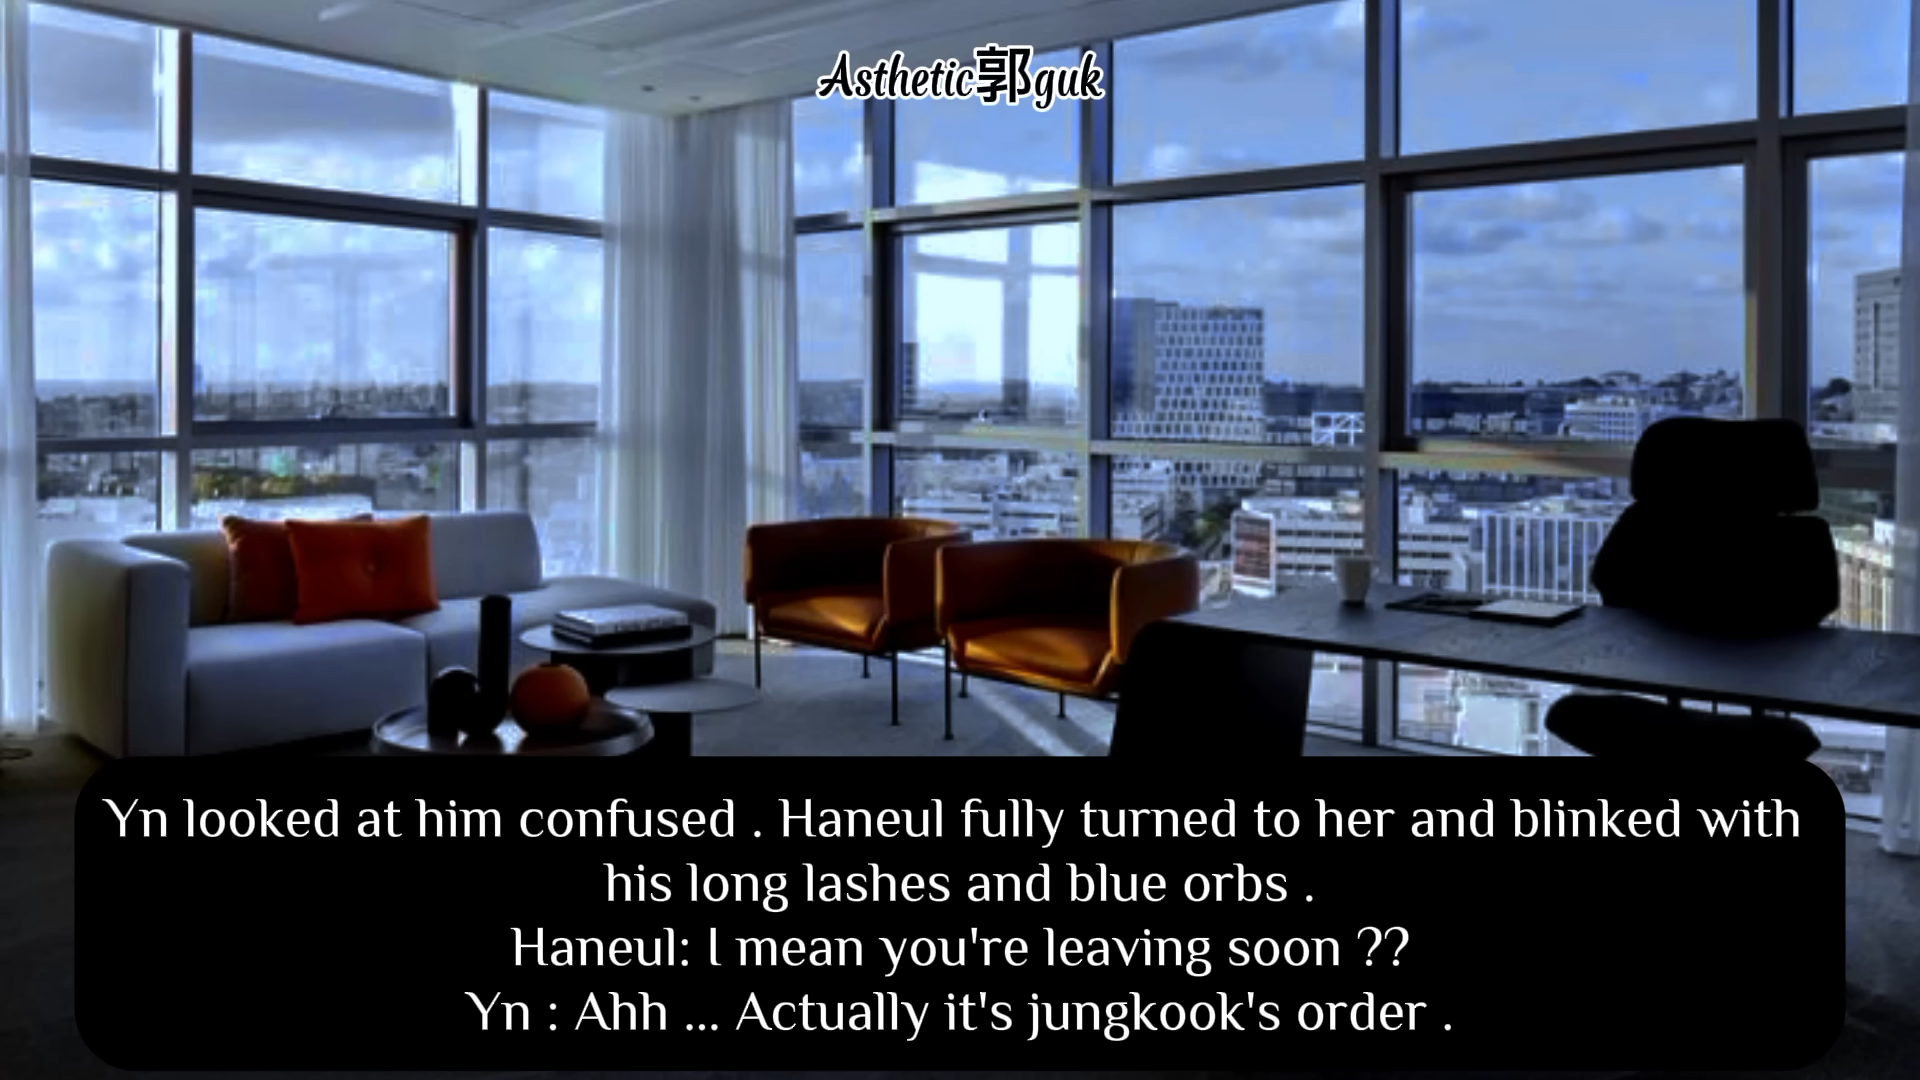 Asthetic郭guk
Yn looked at him confused . Haneul fully turned to her and blinked with
his long lashes and blue orbs .
Haneul: I mean you're leaving soon ??
Yn : Ahh ... Actually it's jungkook's order .